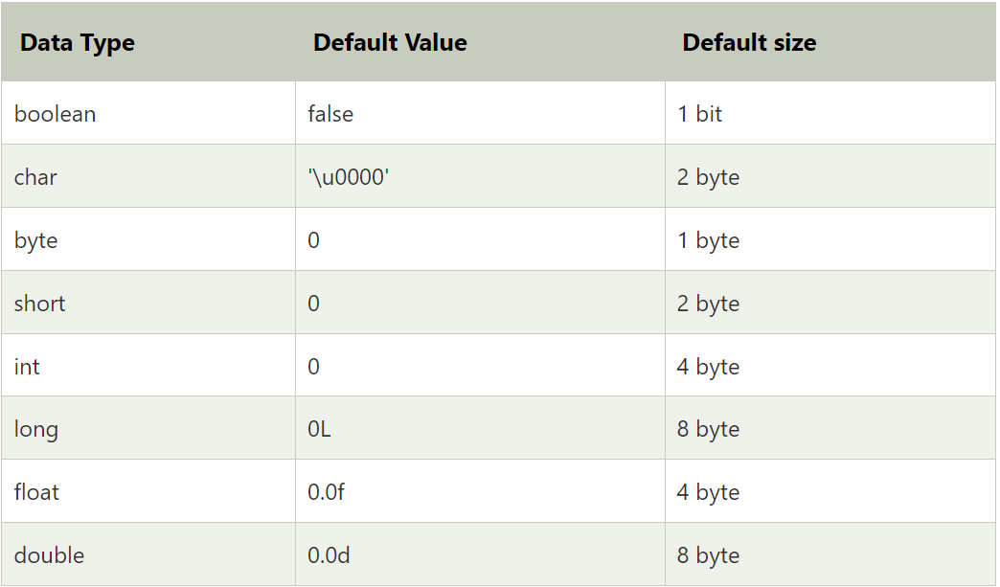 Data Type Default Value Default size
boolean false 1 bit
char '\u0000' 2 byte
byte 0 1 byte
short 0 2 byte
int 0 4 byte
long 0L 8 byte
float 0.0f 4 byte
double 0.0d 8 byte